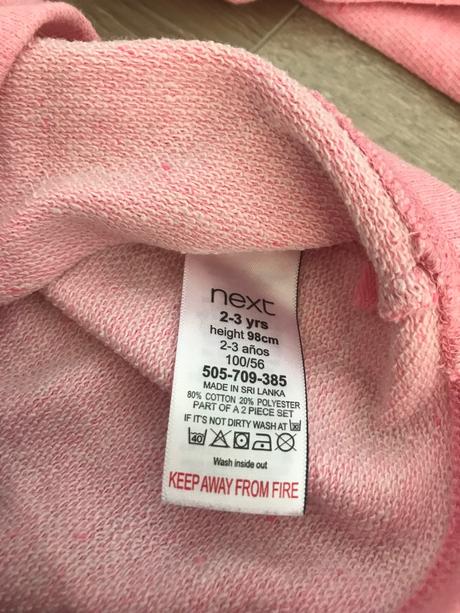 next
2-3 yrs
height 98cm
2-3 años
100/56
505-709-385
MADE IN SRI LANKA
80% COTTON 20% POLYESTER
PART OF A 2 PIECE SET
IF IT'S NOT DIRTY WASH AT
40
Wash inside out
KEEP AWAY FROM FIRE